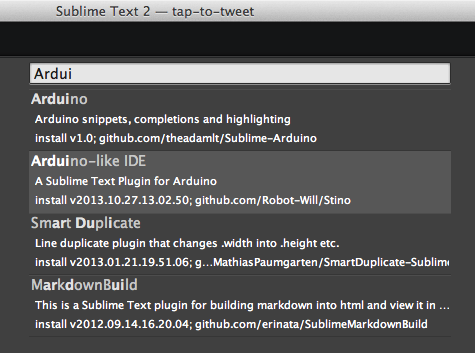 Sublime Text 2 — tap-to-tweet
Ardui
Arduino
Arduino snippets, completions and highlighting
install v1.0; github.com/theadamlt/Sublime-Arduino
Arduino-like IDE
A Sublime Text Plugin for Arduino
install v2013.10.27.13.02.50; github.com/Robot-Will/Stino
Smart Duplicate
Line duplicate plugin that changes .width into .height etc.
install v2013.01.21.19.51.06; g...MathiasPaumgarten/SmartDuplicate-Sublime
MarkdownBuild
This is a Sublime Text plugin for building markdown into html and view it in ...
install v2012.09.14.16.20.04; github.com/erinata/SublimeMarkdownBuild